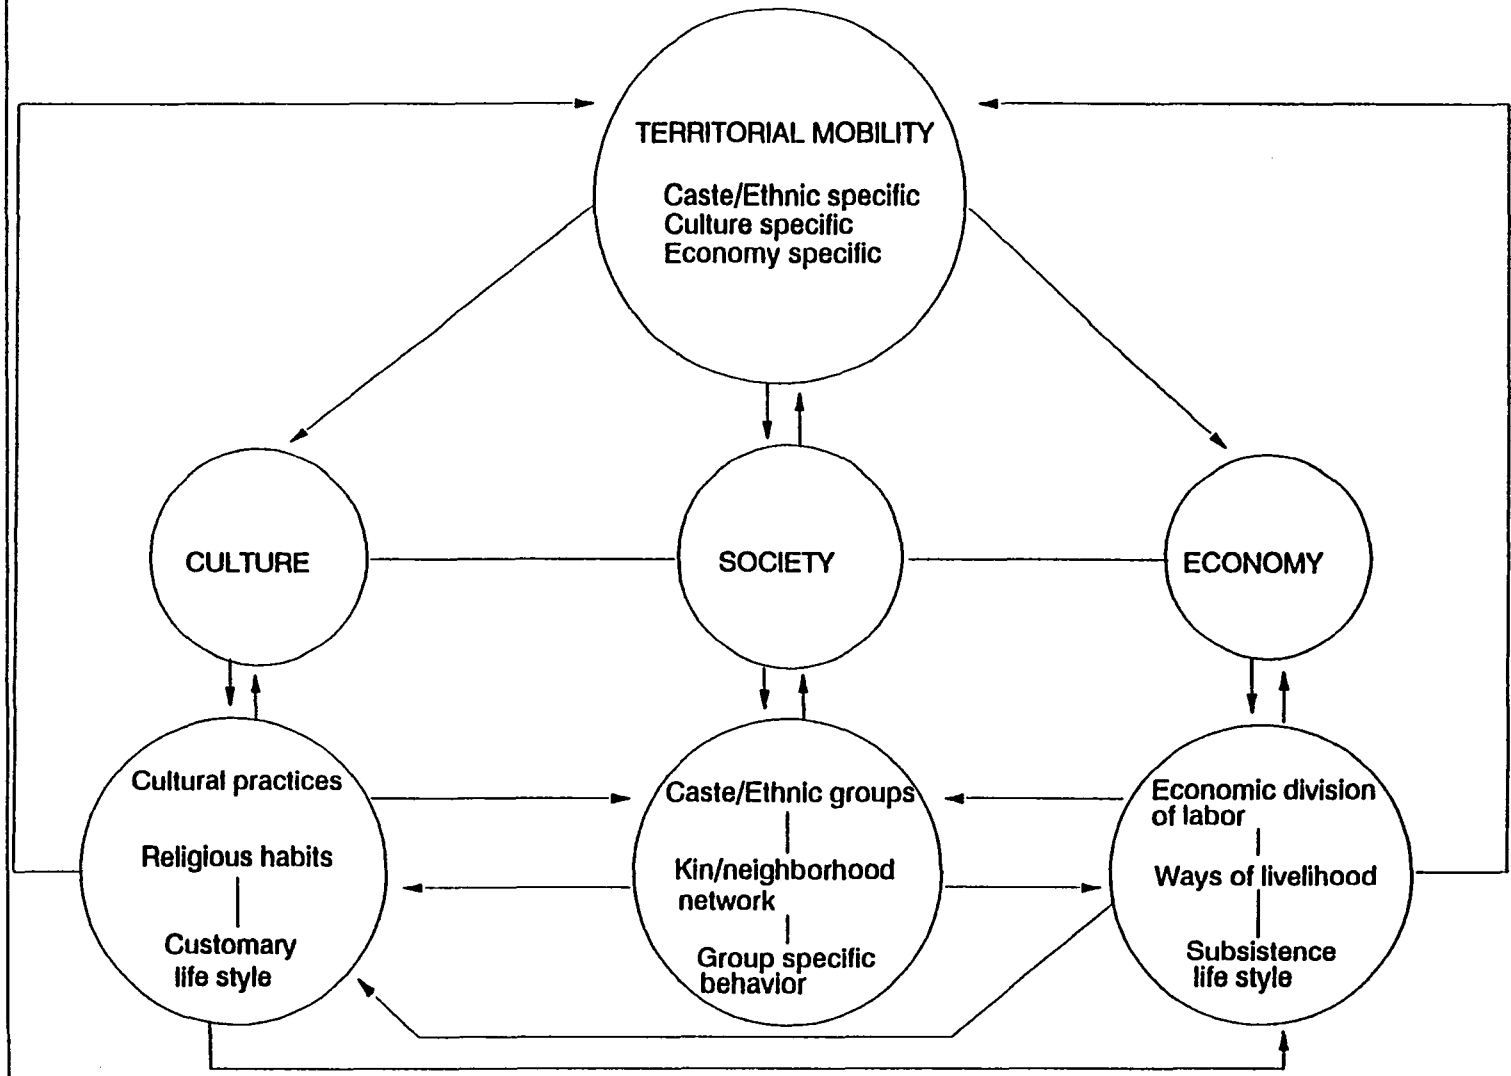 TERRITORIAL MOBILITY
Caste/Ethnic specific
Culture specific
Economy specific
CULTURE
SOCIETY
ECONOMY
Cultural practices
Religious habits
Customary
life style
Caste/Ethnic groups
Kin/neighborhood
network
Group specific
behavior
Economic division
of labor
Ways of livelihood
Subsistence
life style